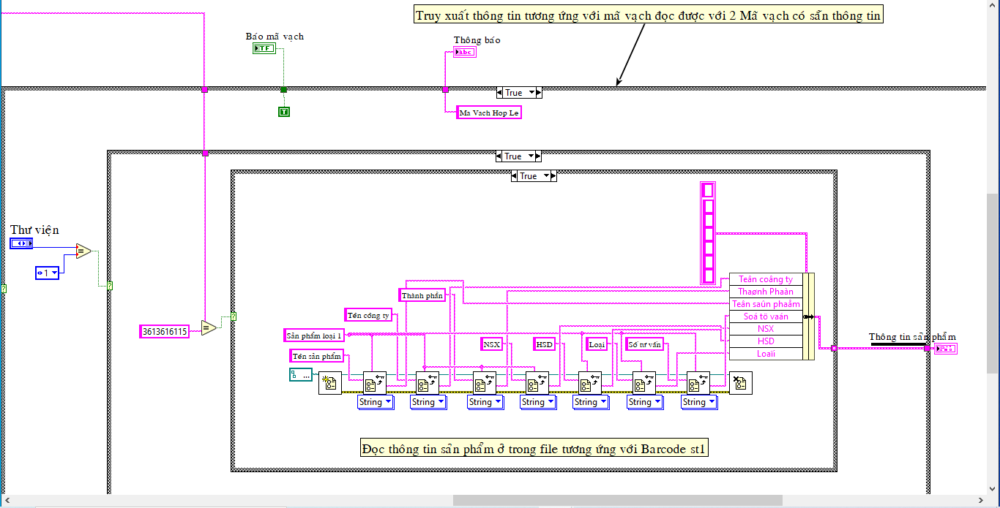 Truy xuất thông tin tương ứng với mã vạch đọc được với 2 Mã vạch có sẵn thông tin
Báo mã vạch
Thông báo
TF
abc
True
T
Ma Vach Hop Le
True
True
Thư viện
=
1
?
?
?
3613616115
=
Teân coâng ty
Thaønh Phaàn
Teân saûn phaåm
Soá tö vaán
NSX
HSD
Loaïi
Thành phần
Tên công ty
Sản phẩm loại 1
Tên sản phẩm
NSX
HSD
Loại
Số tư vấn
Thông tin sản phẩm
...
String
String
String
String
String
String
String
Đọc thông tin sản phẩm ở trong file tương ứng với Barcode st1